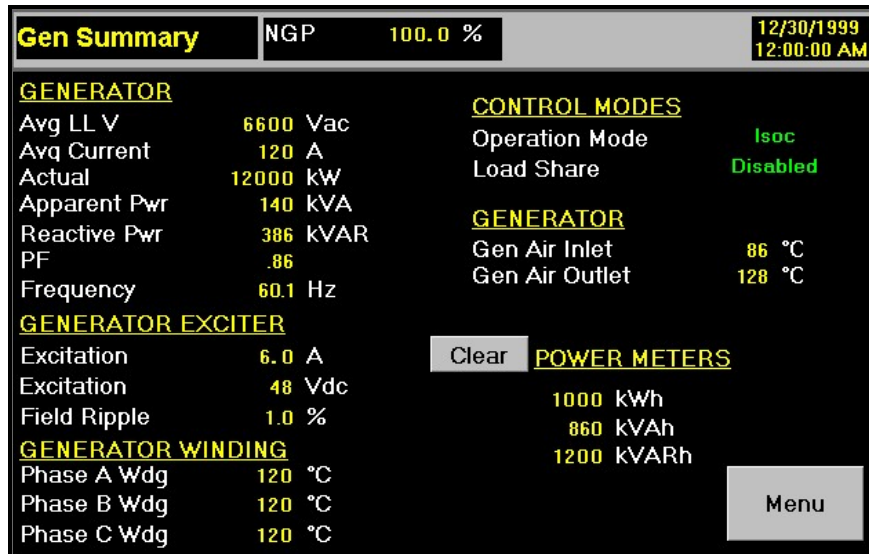 Gen Summary
NGP 100.0 %
12/30/1999
12:00:00 AM
GENERATOR
Avg LL V 6600 Vac
Avg Current 120 A
Actual 12000 kW
Apparent Pwr 140 kVA
Reactive Pwr 386 kVAR
PF .86
Frequency 60.1 Hz
GENERATOR EXCITER
Excitation 6.0 A
Excitation 48 Vdc
Field Ripple 1.0 %
GENERATOR WINDING
Phase A Wdg 120 °C
Phase B Wdg 120 °C
Phase C Wdg 120 °C
CONTROL MODES
Operation Mode Isoc
Load Share Disabled
GENERATOR
Gen Air Inlet 86 °C
Gen Air Outlet 128 °C
Clear
POWER METERS
1000 kWh
860 kVAh
1200 kVARh
Menu